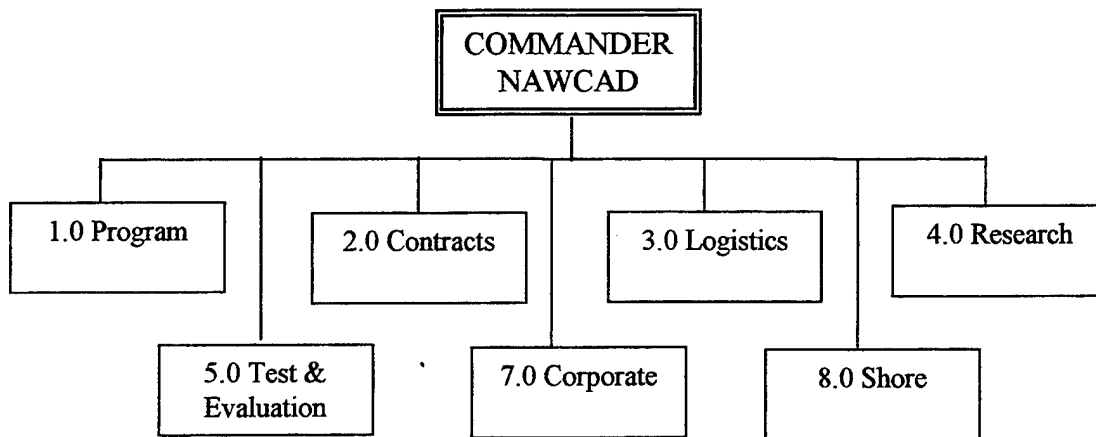 COMMANDER
NAWCAD
1.0 Program
2.0 Contracts
3.0 Logistics
4.0 Research
5.0 Test &
Evaluation
7.0 Corporate
8.0 Shore